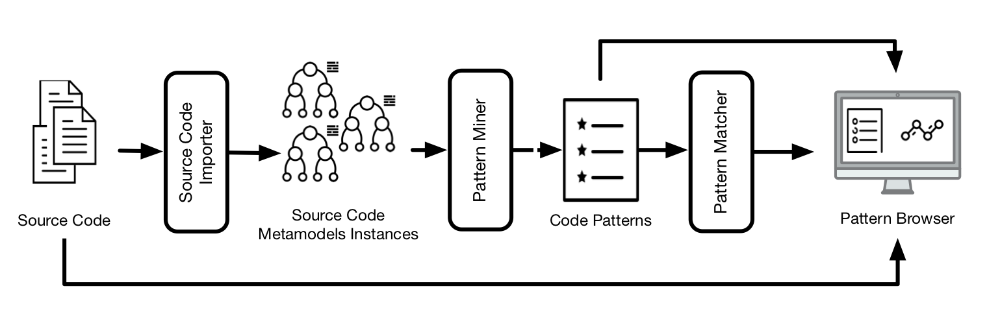 Source Code
Importer
Pattern Miner
Pattern Matcher
Source Code
Source Code
Metamodels Instances
Code Patterns
Pattern Browser